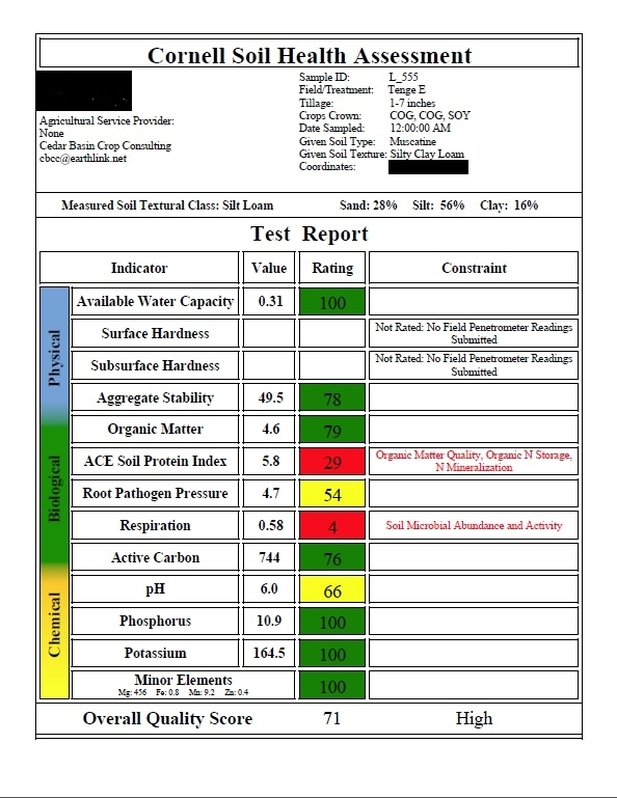 Cornell Soil Health Assessment
Agricultural Service Provider:
None
Cedar Basin Crop Consulting
cbcc@earthlink.net
Sample ID: L_555
Field/Treatment: Tenge E
Tillage: 1-7 inches
Crops Crown: COG, COG, SOY
Date Sampled: 12:00:00 AM
Given Soil Type: Muscatine
Given Soil Texture: Silty Clay Loam
Coordinates:
Measured Soil Textural Class: Silt Loam Sand: 28% Silt: 56% Clay: 16%
Test Report
Indicator Value Rating Constraint
Physical
Available Water Capacity 0.31 100
Surface Hardness Not Rated: No Field Penetrometer Readings
Submitted
Subsurface Hardness Not Rated: No Field Penetrometer Readings
Submitted
Aggregate Stability 49.5 78
Biological
Organic Matter 4.6 79
ACE Soil Protein Index 5.8 29 Organic Matter Quality, Organic N Storage,
N Mineralization
Root Pathogen Pressure 4.7 54
Respiration 0.58 4 Soil Microbial Abundance and Activity
Active Carbon 744 76
Chemical
pH 6.0 66
Phosphorus 10.9 100
Potassium 164.5 100
Minor Elements 100
Mg: 456 Fe: 0.8 Mn: 9.2 Zn: 0.4
Overall Quality Score 71 High